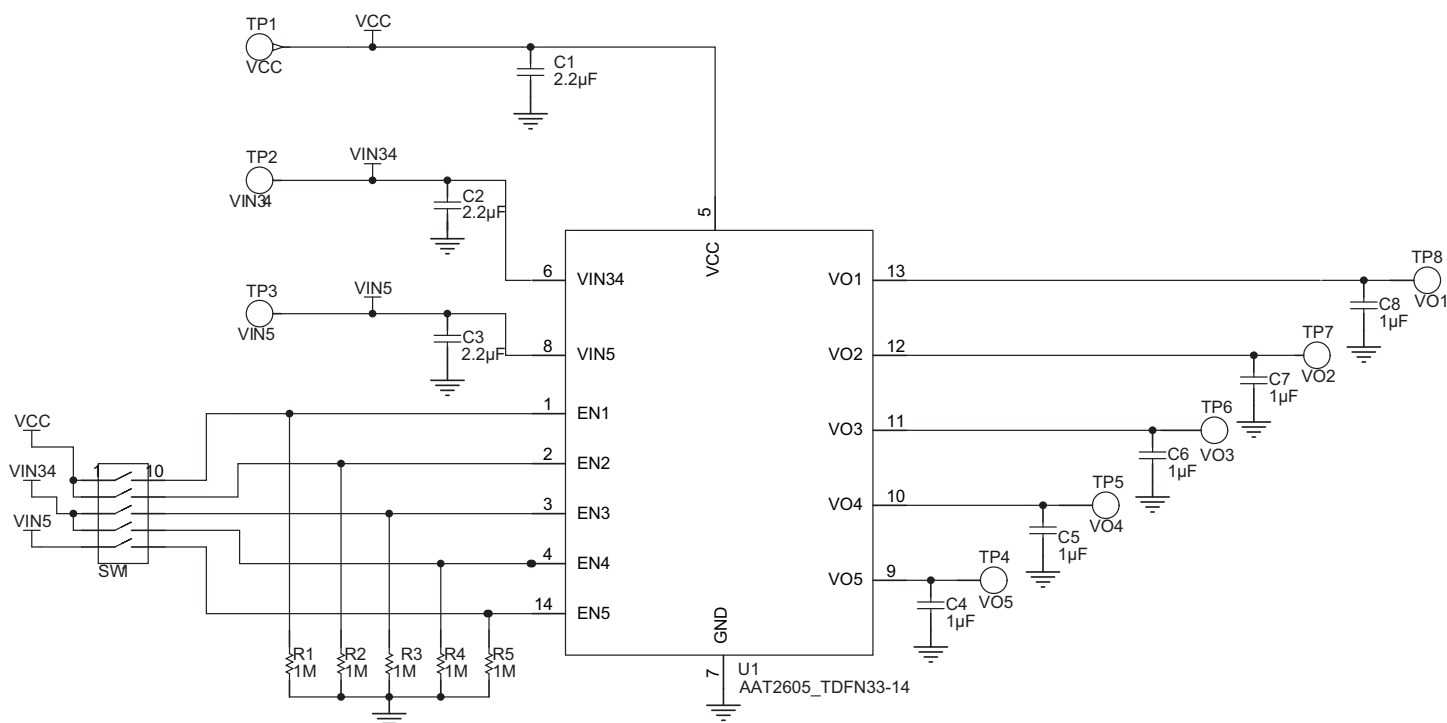 TP1
VCC
VCC
C1
2.2µF
TP2
VIN34
VIN34
C2
2.2µF
5
VCC
6
VIN34
VO1
13
TP8
VO1
C8
1µF
TP3
VIN5
VIN5
C3
2.2µF
8
VIN5
VO2
12
TP7
VO2
C7
1µF
1
EN1
VCC
VO3
11
TP6
VO3
C6
1µF
2
EN2
1
10
VIN34
3
EN3
VO4
10
TP5
VO4
C5
1µF
VIN5
SW1
4
EN4
VO5
9
TP4
VO5
C4
1µF
14
EN5
GND
7
R1
1M
R2
1M
R3
1M
R4
1M
R5
1M
U1
AAT2605_TDFN33-14